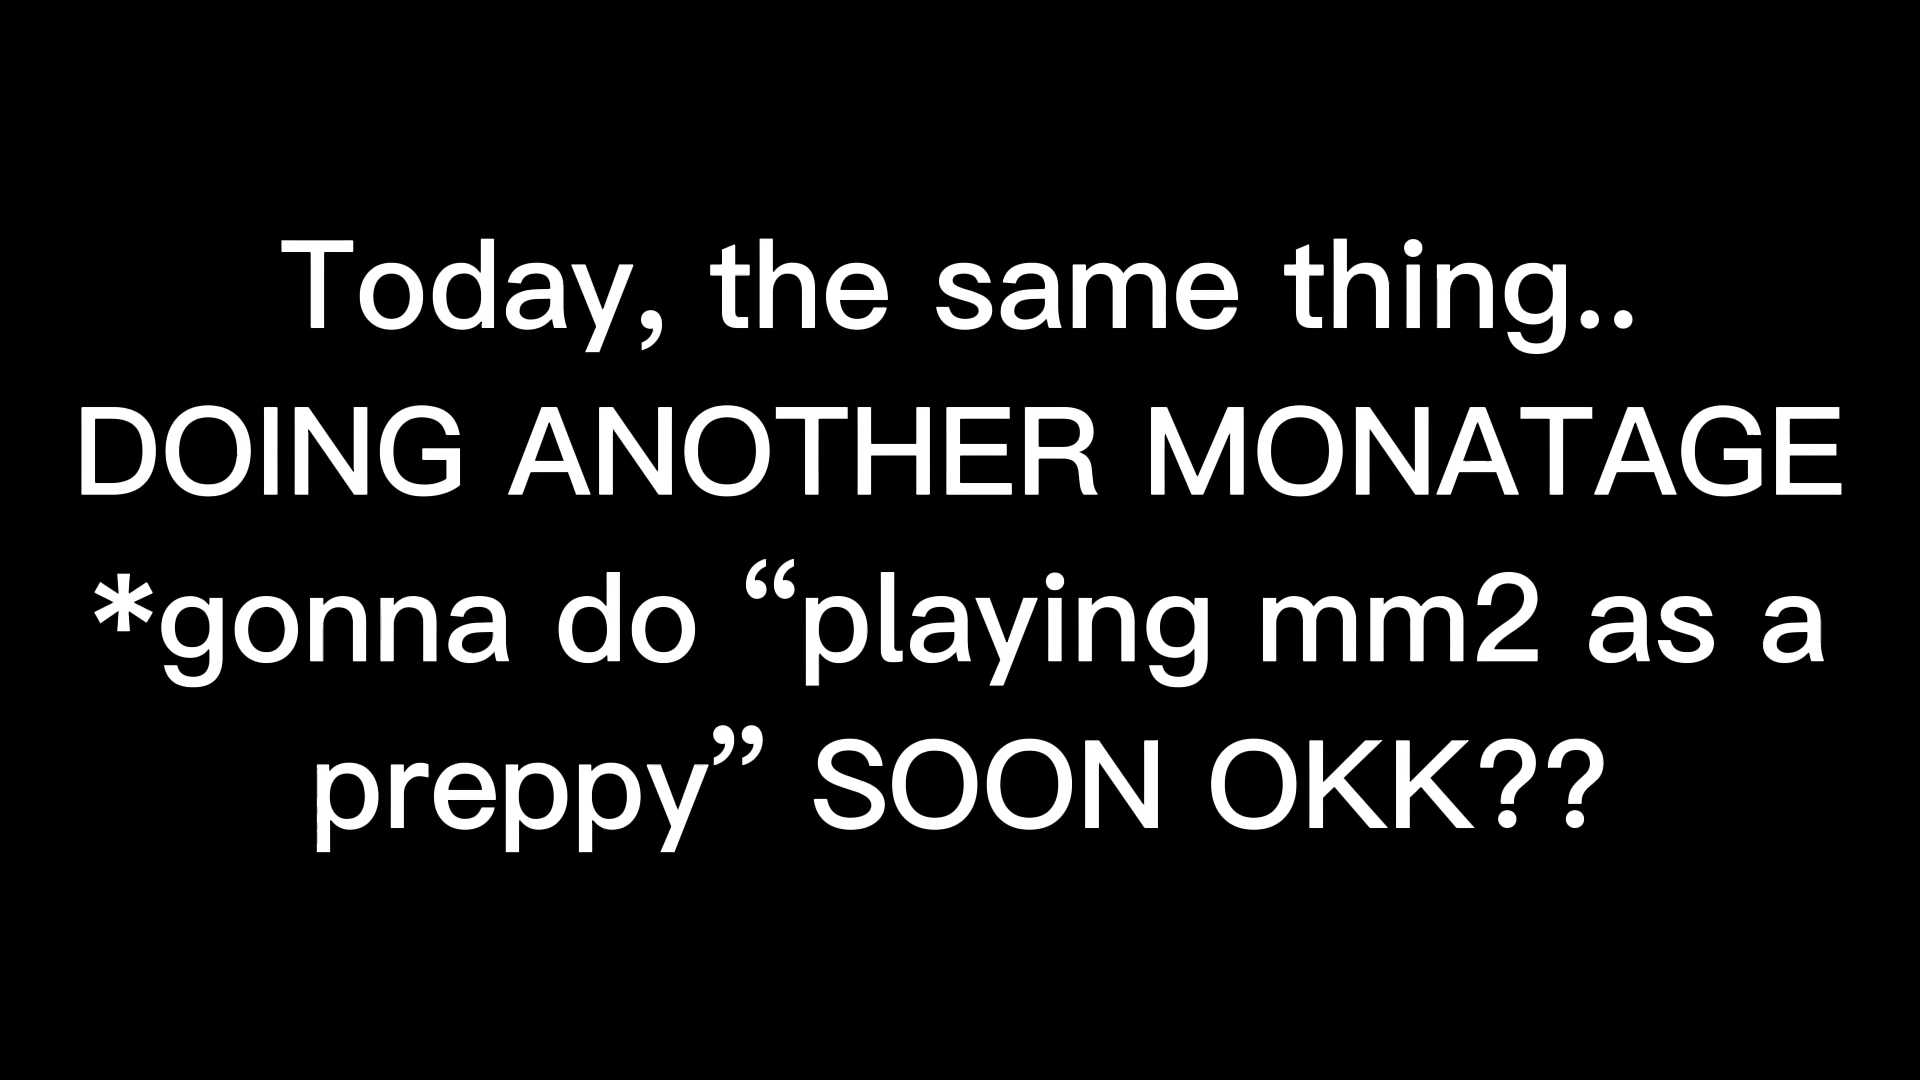 Today, the same thing..
DOING ANOTHER MONATAGE
*gonna do “playing mm2 as a
preppy” SOON OKK??